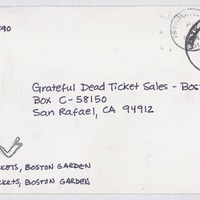 Grateful Dead Ticket Sales - Bos
Box C-58150
San Rafael, CA 94912
KETS, BOSTON GARDEN
KETS, BOSTON GARDEN